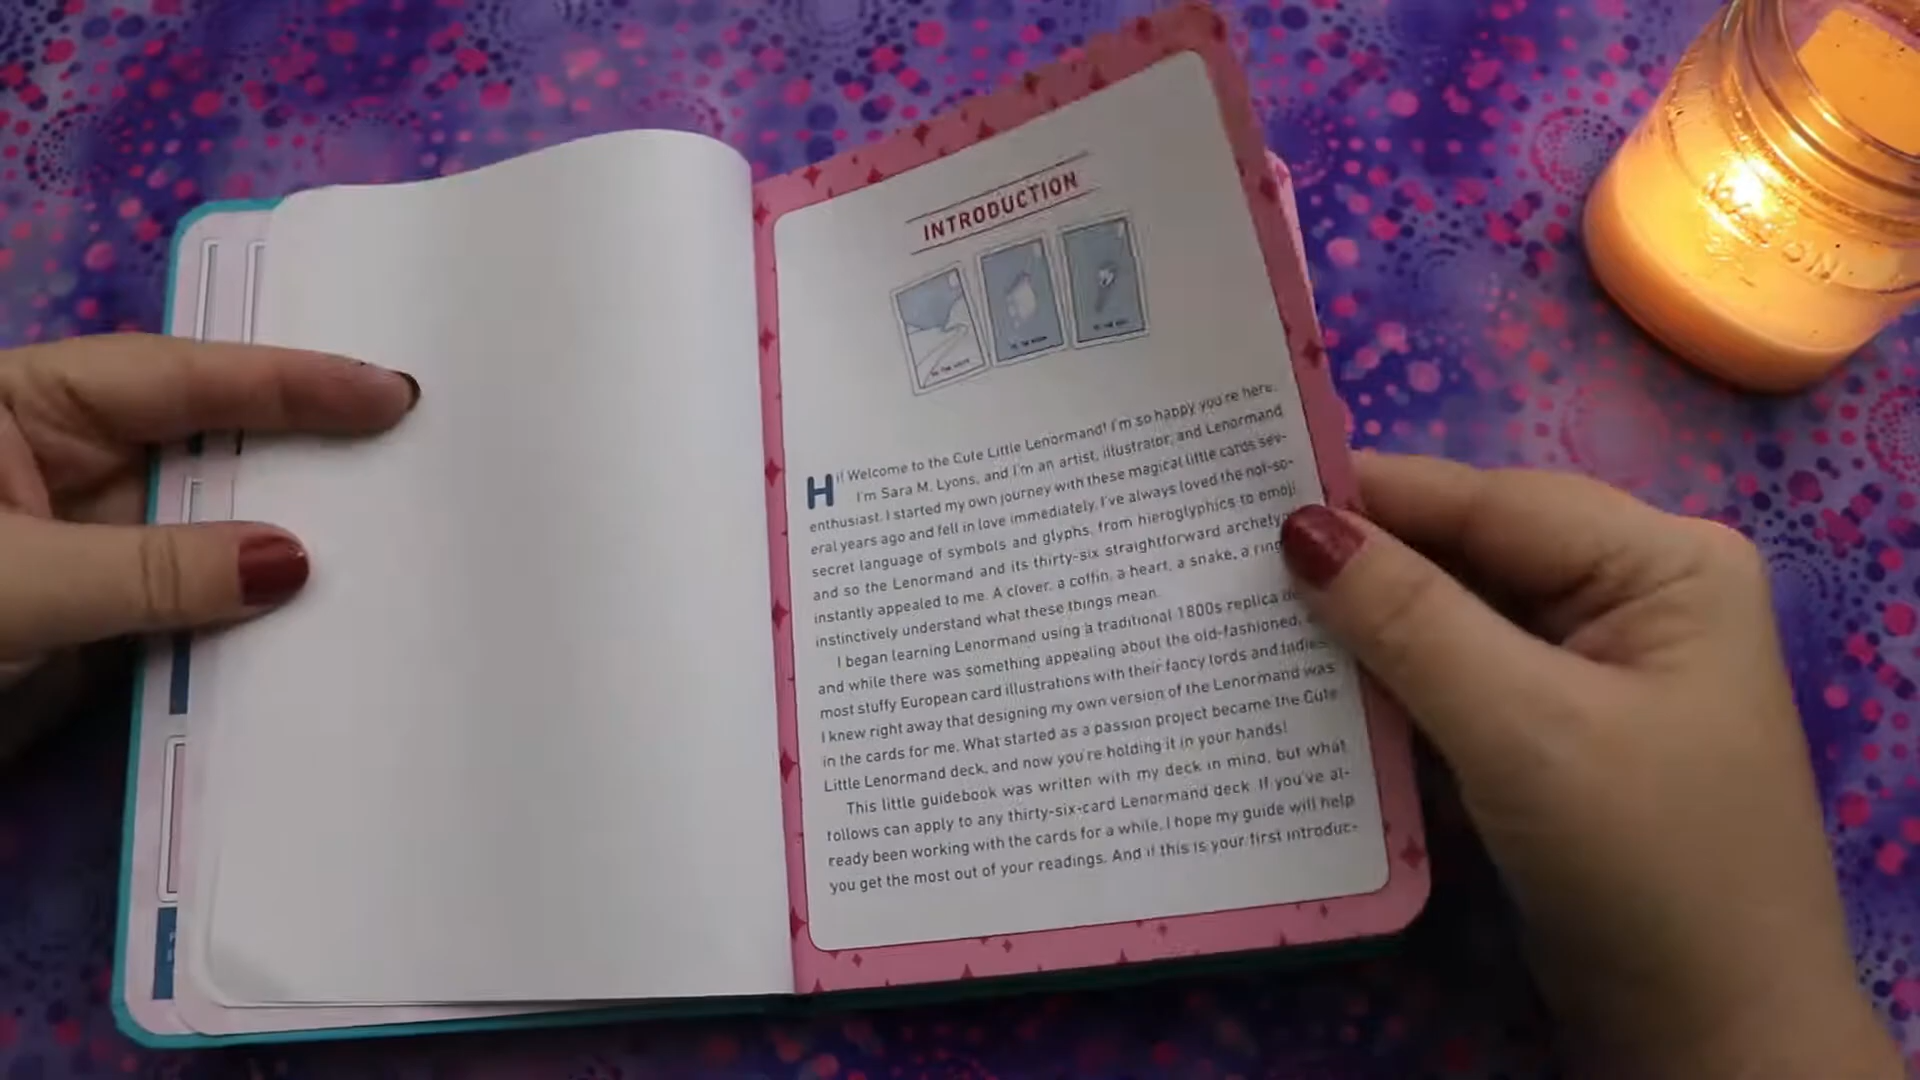 INTRODUCTION
Hi! Welcome to the Cute Little Lenormand! I'm so happy you're here.
I'm Sara M. Lyons, and I'm an artist, illustrator, and Lenormand
enthusiast. I started my own journey with these magical little cards sev-
eral years ago and fell in love immediately. I've always loved the not-so-
secret language of symbols and glyphs, from hieroglyphics to emoji
and so the Lenormand and its thirty-six straightforward
instantly appealed to me. A clover, a coffin, a heart, a snake, a ring
instinctively understand what these things mean.
I began learning Lenormand using a traditional 1800s replica
and while there was something appealing about the old-fashioned,
most stuffy European card illustrations with their fancy lords and ladies
I knew right away that designing my own version of the Lenormand was
in the cards for me. What started as a passion project became the Cute
Little Lenormand deck, and now you're holding it in your hands!
This little guidebook was written with my deck in mind, but what
follows can apply to any thirty-six-card Lenormand deck. If you've al-
ready been working with the cards for a while, I hope my guide will help
you get the most out of your readings. And if this is your first introduc-